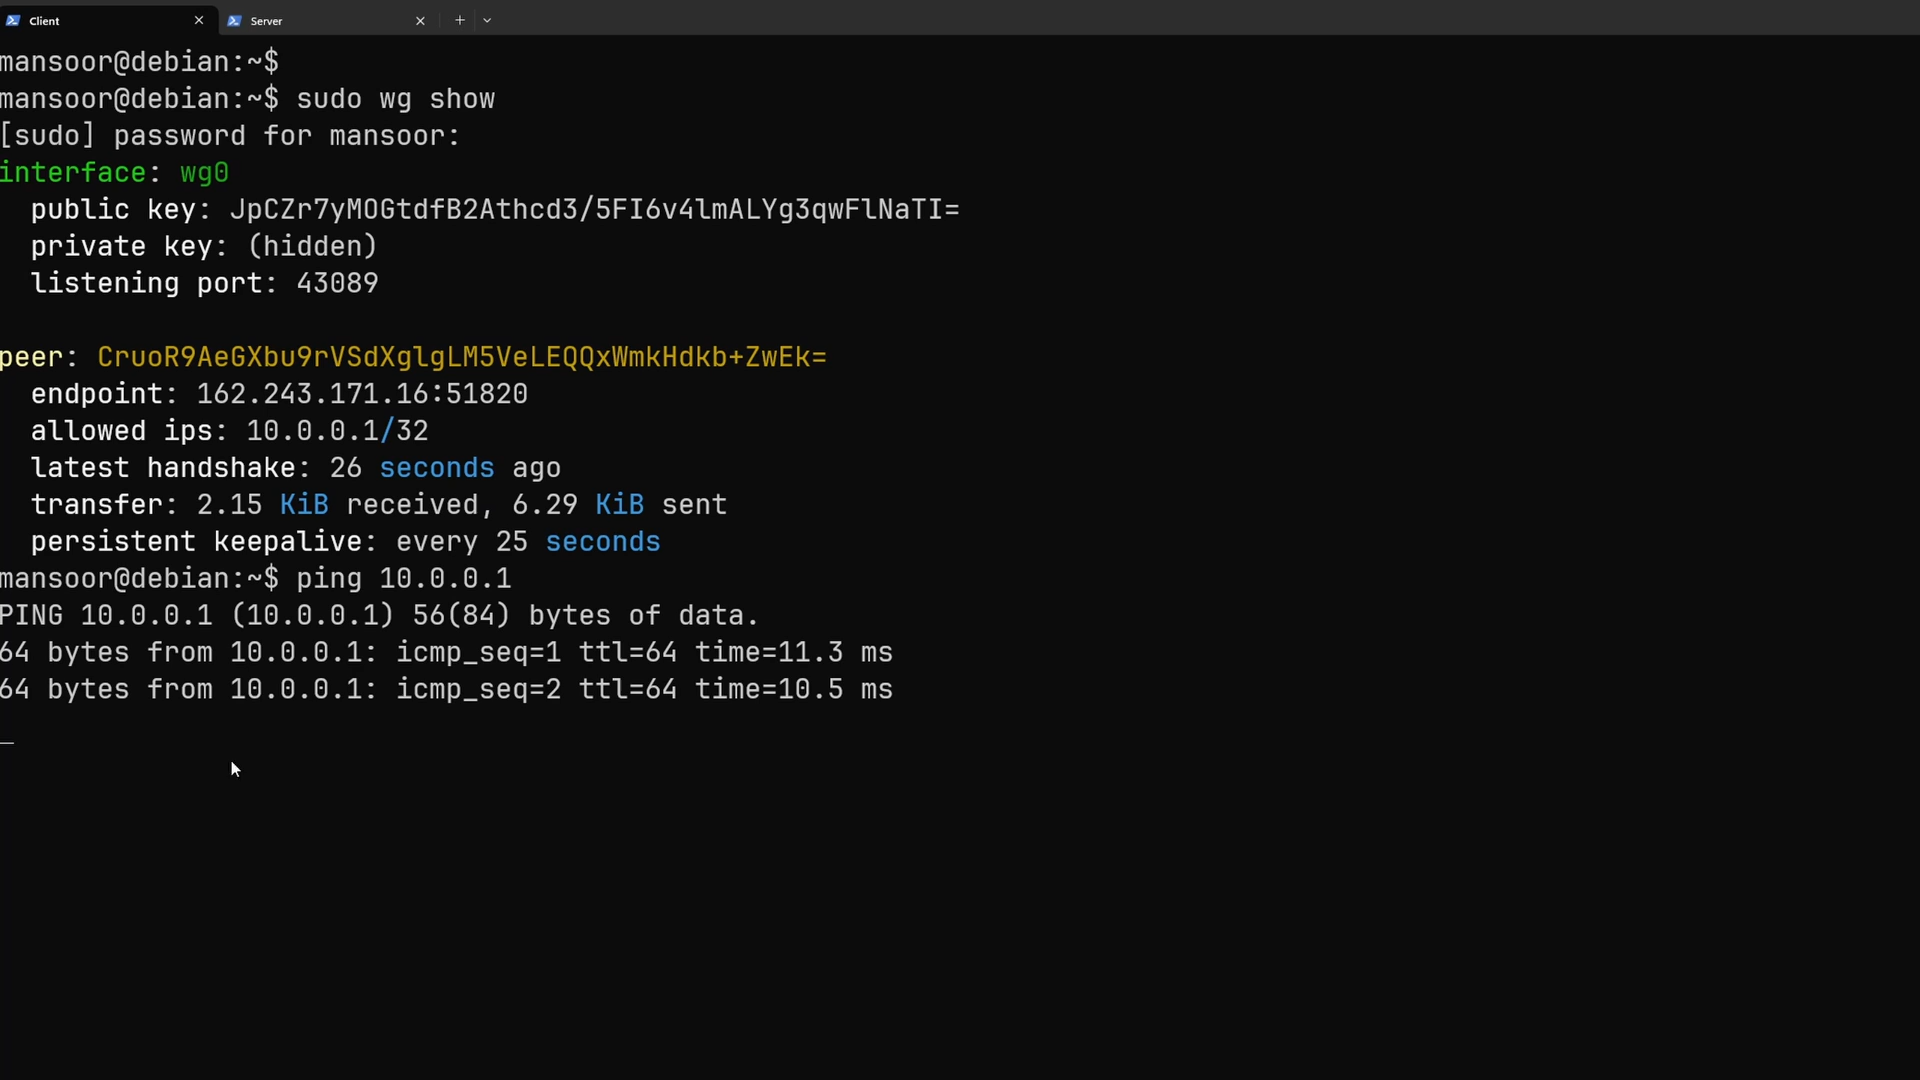 Client
Server
mansoor@debian:~$
mansoor@debian:~$ sudo wg show
[sudo] password for mansoor:
interface: wg0
  public key: JpCZr7yMOGtdfB2Athcd3/5FI6v4lmALYg3qwFlNaTI=
  private key: (hidden)
  listening port: 43089

peer: CruoR9AeGXbu9rVSdXglgLM5VeLEQQxWmkHdkb+ZwEk=
  endpoint: 162.243.171.16:51820
  allowed ips: 10.0.0.1/32
  latest handshake: 26 seconds ago
  transfer: 2.15 KiB received, 6.29 KiB sent
  persistent keepalive: every 25 seconds
mansoor@debian:~$ ping 10.0.0.1
PING 10.0.0.1 (10.0.0.1) 56(84) bytes of data.
64 bytes from 10.0.0.1: icmp_seq=1 ttl=64 time=11.3 ms
64 bytes from 10.0.0.1: icmp_seq=2 ttl=64 time=10.5 ms